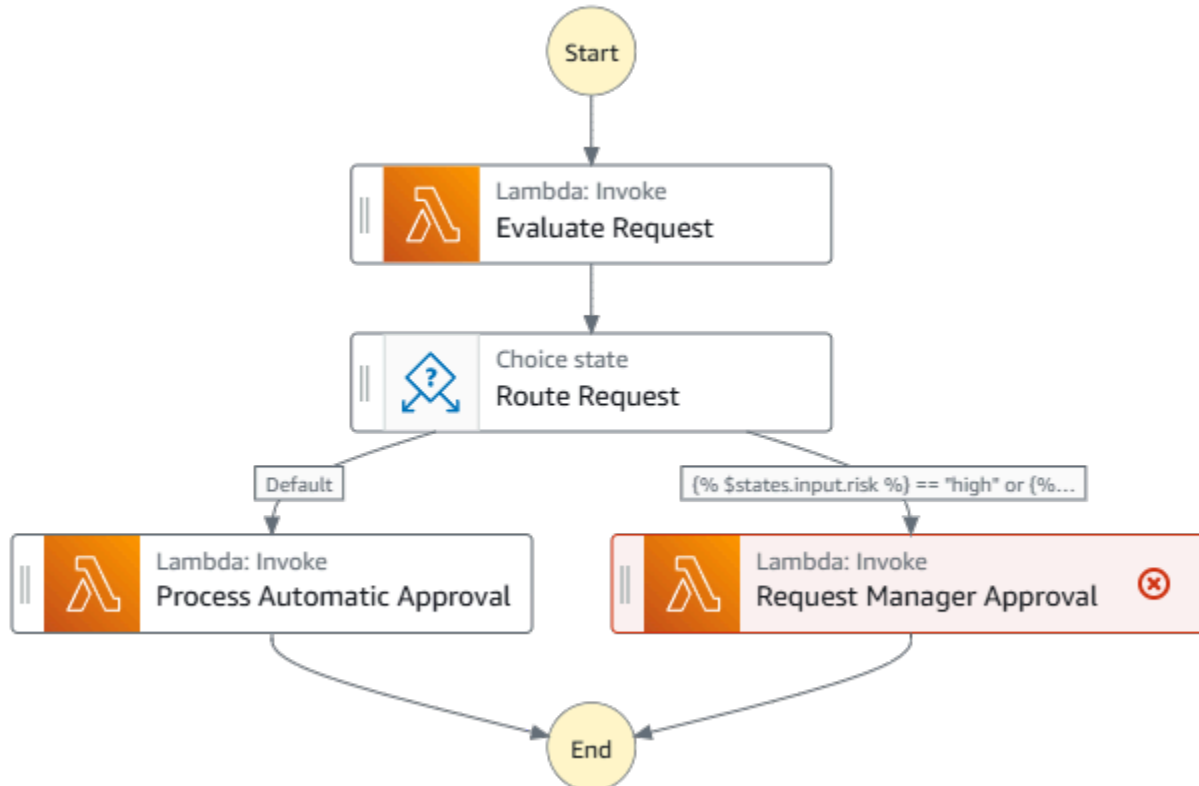 Start
Lambda: Invoke
Evaluate Request
Choice state
?
Route Request
Default
{% $states.input.risk %} == "high" or {%...
Lambda: Invoke
Process Automatic Approval
Lambda: Invoke
Request Manager Approval
End